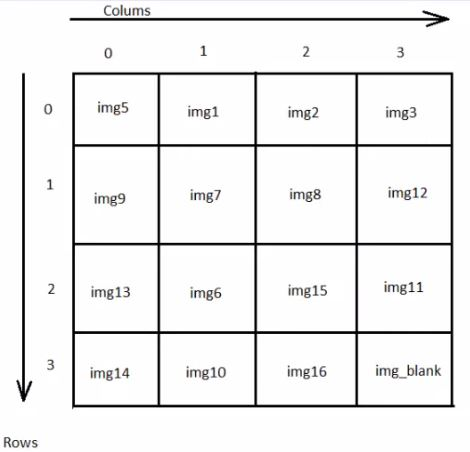 Colums
0 1 2 3
0 img5 img1 img2 img3
1 img9 img7 img8 img12
2 img13 img6 img15 img11
3 img14 img10 img16 img_blank
Rows